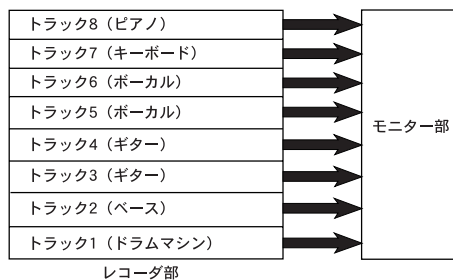 トラック8（ピアノ）
トラック7（キーボード）
トラック6（ボーカル）
トラック5（ボーカル）
トラック4（ギター）
トラック3（ギター）
トラック2（ベース）
トラック1（ドラムマシン）
レコーダ部
モニター部